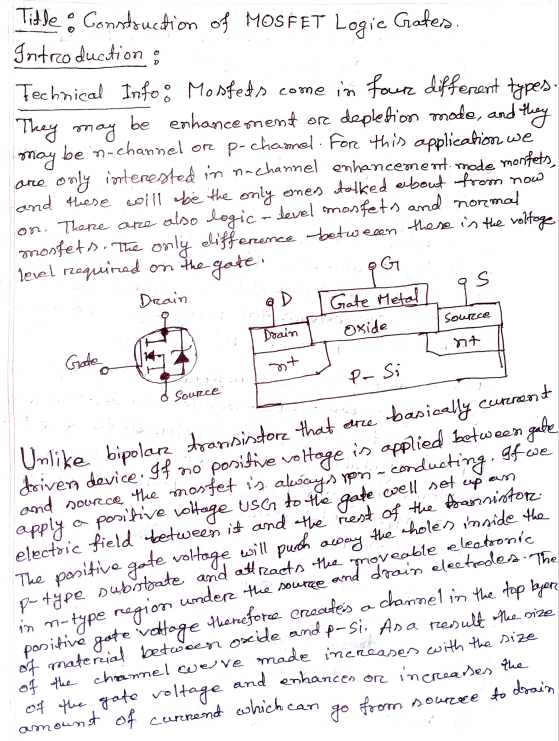 Title : Construction of MOSFET Logic Gates.
Introduction :
Technical Info : Mosfets come in four different types.
They may be enhancement or depletion mode, and they
may be n-channel or p-channel. For this application we
are only interested in n-channel enhancement mode mosfets,
and these will be the only ones talked about from now
on. There are also logic - level mosfets and normal
mosfets. The only difference between these is the voltage
level required on the gate.
Drain
Gate
Source
D
G
S
Gate Metal
Drain
Oxide
Source
n+
n+
P- Si
Unlike bipolar transistors that are basically current
driven device. If no positive voltage is applied between gate
and source the mosfet is always non - conducting. If we
apply a positive voltage USG to the gate well set up an
electric field between it and the rest of the transistor.
The positive gate voltage will push away the holes inside the
p-type substrate and attracts the moveable electronic
in n-type region under the source and drain electrodes. The
positive gate voltage therefore creates a channel in the top layer
of material between oxide and p-Si. As a result the size
of the channel we've made increases with the size
of the gate voltage and enhances or increases the
amount of current which can go from source to drain